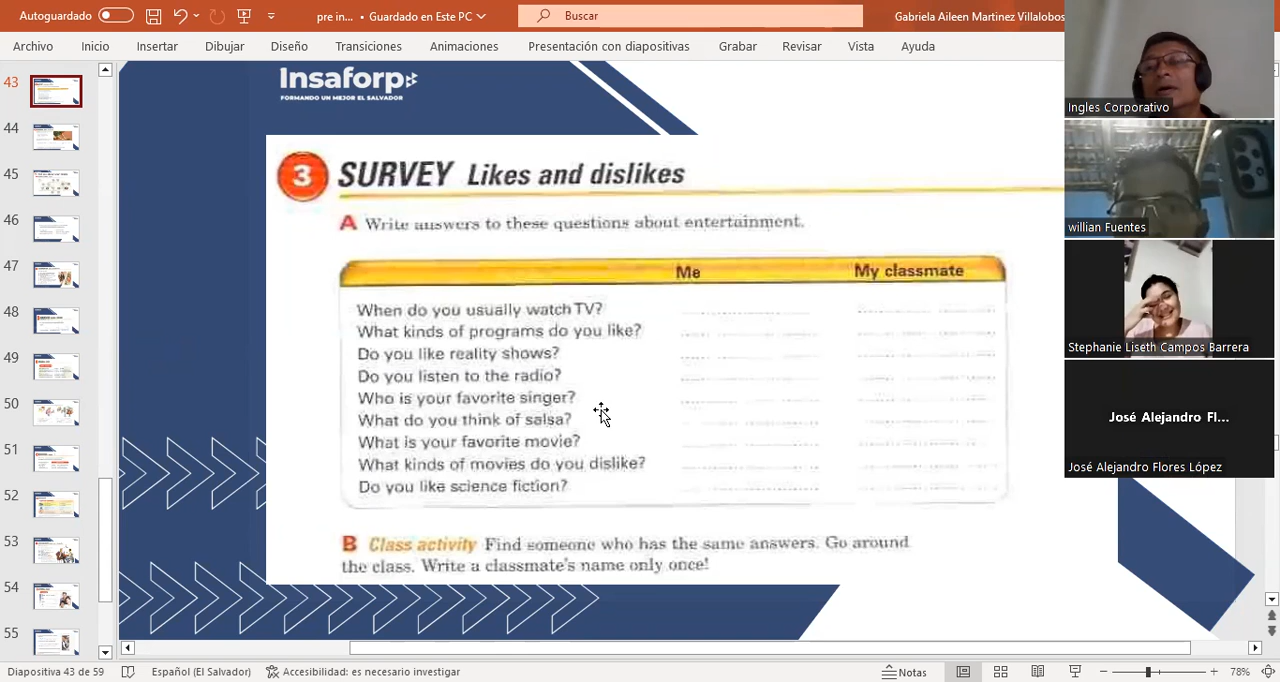 Autoguardado
pre in... • Guardado en Este PC
Buscar
Gabriela Aileen Martinez Villalobos
Archivo Inicio Insertar Dibujar Diseño Transiciones Animaciones Presentación con diapositivas Grabar Revisar Vista Ayuda
43
44
45
46
47
48
49
50
51
52
53
54
55
Insaforp
FORMANDO UN MEJOR EL SALVADOR
3 SURVEY Likes and dislikes
A Write answers to these questions about entertainment.
Me My classmate
When do you usually watch TV?
What kinds of programs do you like?
Do you like reality shows?
Do you listen to the radio?
Who is your favorite singer?
What do you think of salsa?
What is your favorite movie?
What kinds of movies do you dislike?
Do you like science fiction?
B Class activity Find someone who has the same answers. Go around
the class. Write a classmate's name only once!
Ingles Corporativo
willian Fuentes
Stephanie Liseth Campos Barrera
José Alejandro Fl...
José Alejandro Flores López
Diapositiva 43 de 59 Español (El Salvador) Accesibilidad: es necesario investigar Notas 78%